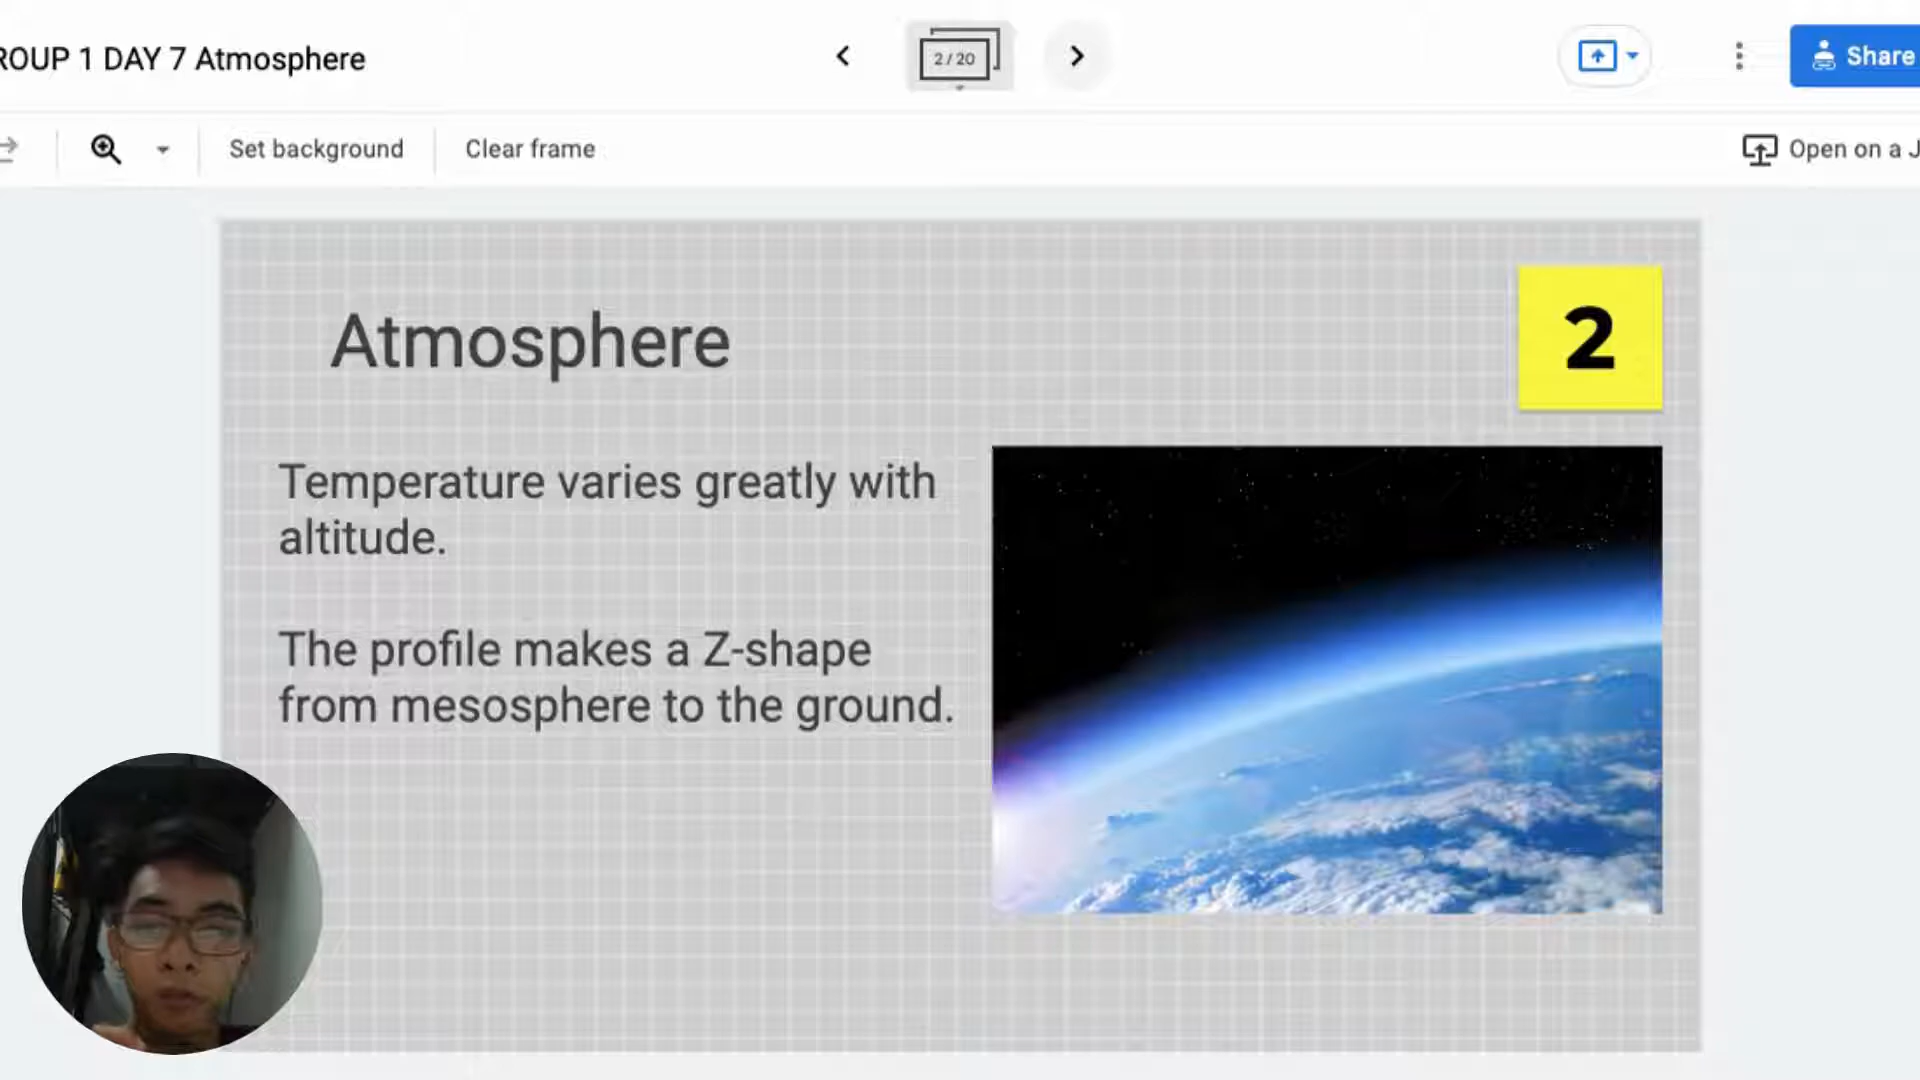 ROUP 1 DAY 7 Atmosphere
2 / 20
Share
Set background
Clear frame
Open on a J
Atmosphere
2
Temperature varies greatly with
altitude.
The profile makes a Z-shape
from mesosphere to the ground.